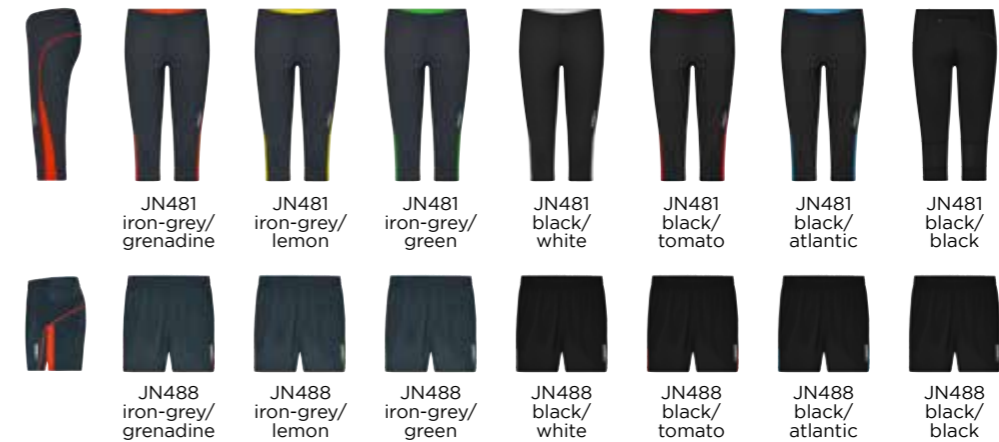 JN481
iron-grey/
grenadine
JN481
iron-grey/
lemon
JN481
iron-grey/
green
JN481
black/
white
JN481
black/
tomato
JN481
black/
atlantic
JN481
black/
black
JN488
iron-grey/
grenadine
JN488
iron-grey/
lemon
JN488
iron-grey/
green
JN488
black/
white
JN488
black/
tomato
JN488
black/
atlantic
JN488
black/
black